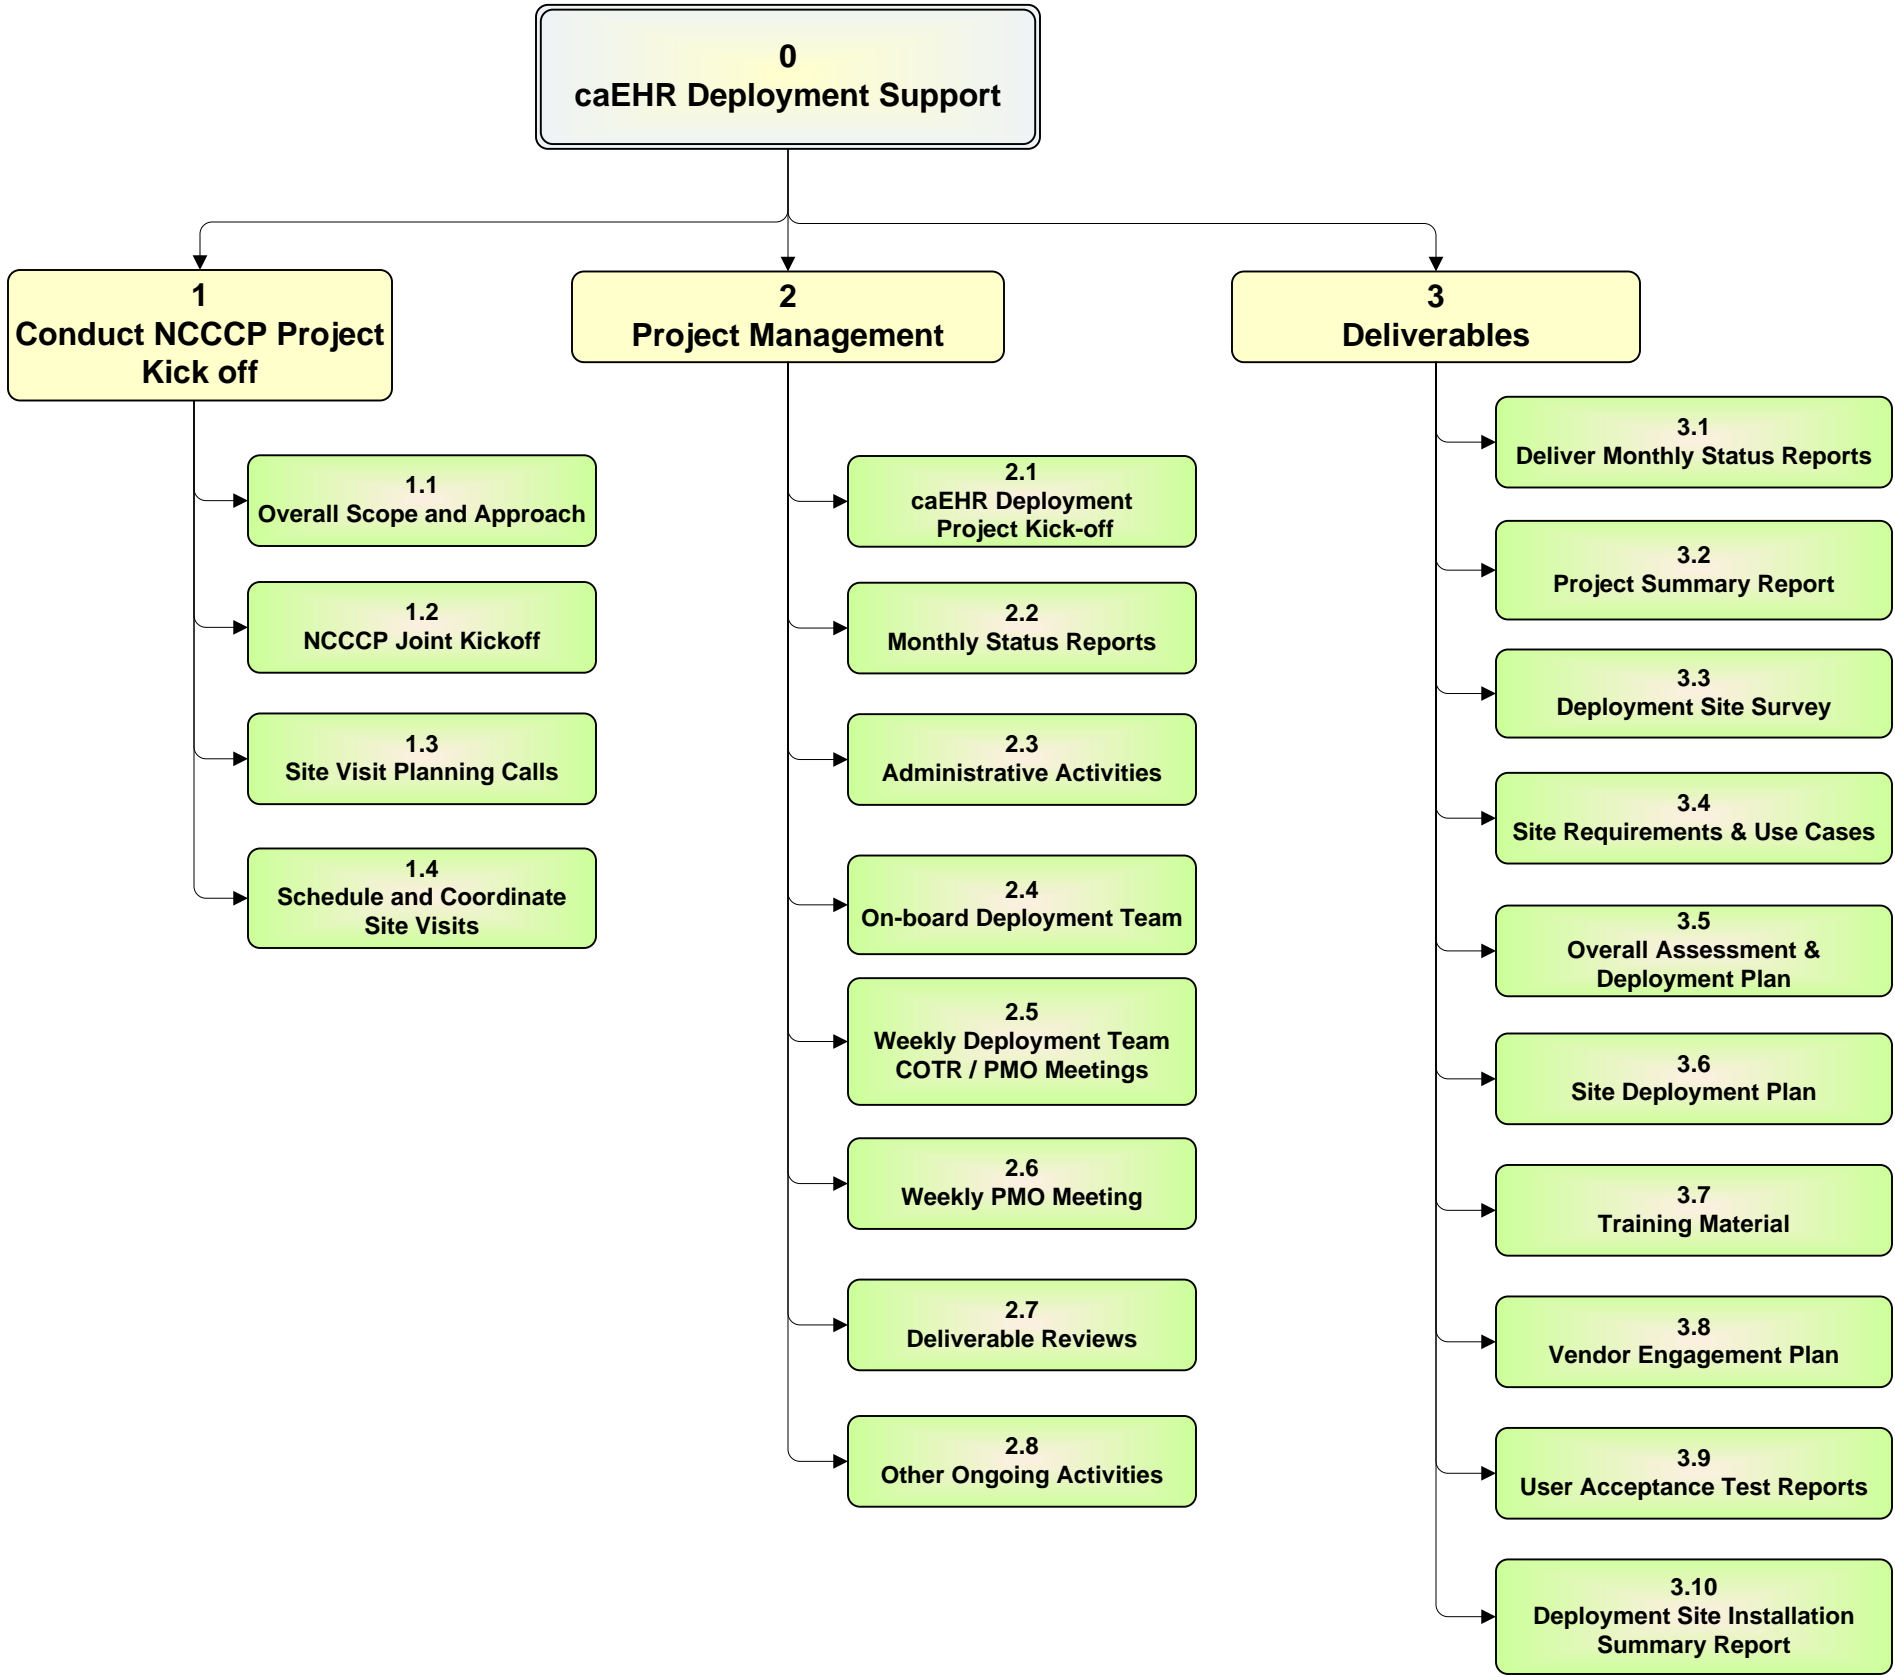 0
caEHR Deployment Support
1
Conduct NCCCP Project
Kick off
1.1
Overall Scope and Approach
1.2
NCCCP Joint Kickoff
1.3
Site Visit Planning Calls
1.4
Schedule and Coordinate
Site Visits
2
Project Management
2.1
caEHR Deployment
Project Kick-off
2.2
Monthly Status Reports
2.3
Administrative Activities
2.4
On-board Deployment Team
2.5
Weekly Deployment Team
COTR / PMO Meetings
2.6
Weekly PMO Meeting
2.7
Deliverable Reviews
2.8
Other Ongoing Activities
3
Deliverables
3.1
Deliver Monthly Status Reports
3.2
Project Summary Report
3.3
Deployment Site Survey
3.4
Site Requirements & Use Cases
3.5
Overall Assessment &
Deployment Plan
3.6
Site Deployment Plan
3.7
Training Material
3.8
Vendor Engagement Plan
3.9
User Acceptance Test Reports
3.10
Deployment Site Installation
Summary Report